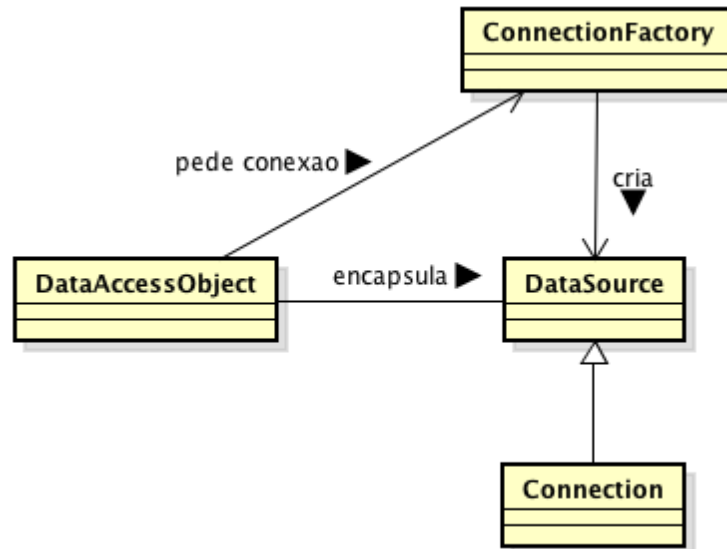 ConnectionFactory
pede conexao
cria
DataAccessObject
encapsula
DataSource
Connection